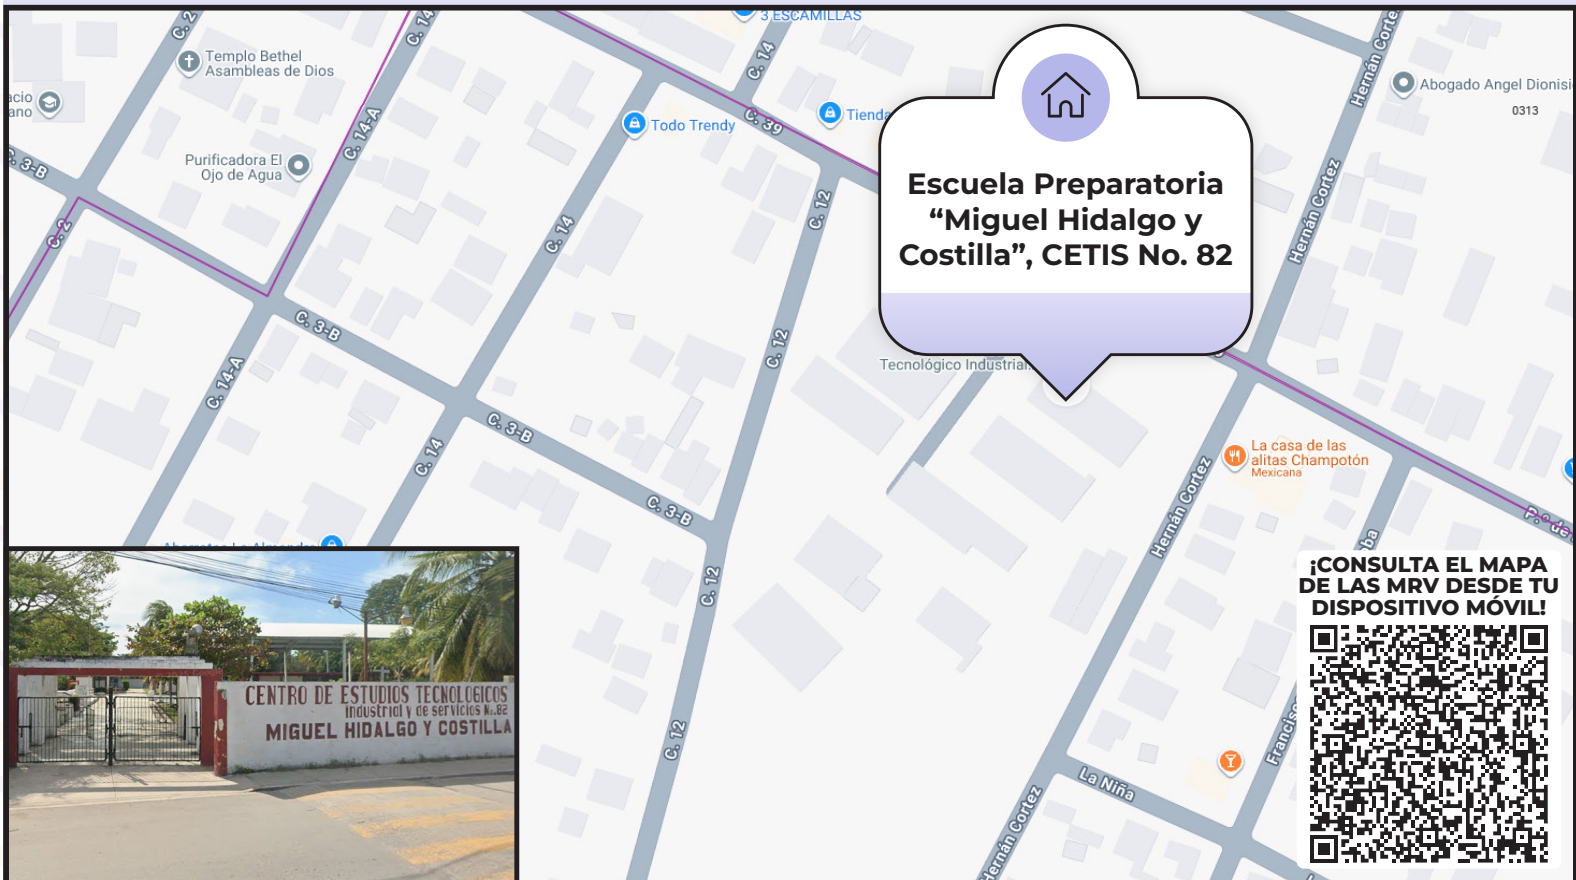 3 ESCAMILLAS
C. 2
C. 14
Templo Bethel
Asambleas de Dios
C. 14
Hernán Cortez
Abogado Angel Dionisi
0313
acio
ano
Todo Trendy
C. 39
Tienda
C. 14-A
C. 3-B
Purificadora El
Ojo de Agua
Escuela Preparatoria
“Miguel Hidalgo y
Costilla”, CETIS No. 82
C. 12
Hernán Cortez
C. 2
C. 14
C. 3-B
C. 12
Tecnológico Industrial...
C. 14-A
C. 3-B
C. 14
La casa de las
alitas Champotón
Mexicana
Hernán Cortez
C. 3-B
P.º de
C. 12
¡CONSULTA EL MAPA
DE LAS MRV DESDE TU
DISPOSITIVO MÓVIL!
CENTRO DE ESTUDIOS TECNOLOGICOS
industrial y de servicios No.82
MIGUEL HIDALGO Y COSTILLA
C. 12
La Niña
Hernán Cortez